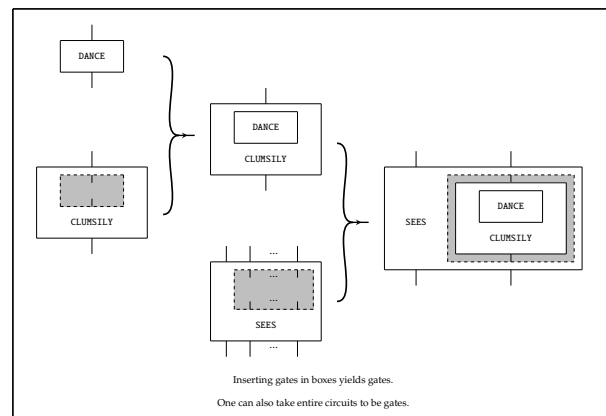 DANCE
CLUMSILY
DANCE
CLUMSILY
...
...
...
SEES
...
SEES
DANCE
CLUMSILY
Inserting gates in boxes yields gates.
One can also take entire circuits to be gates.